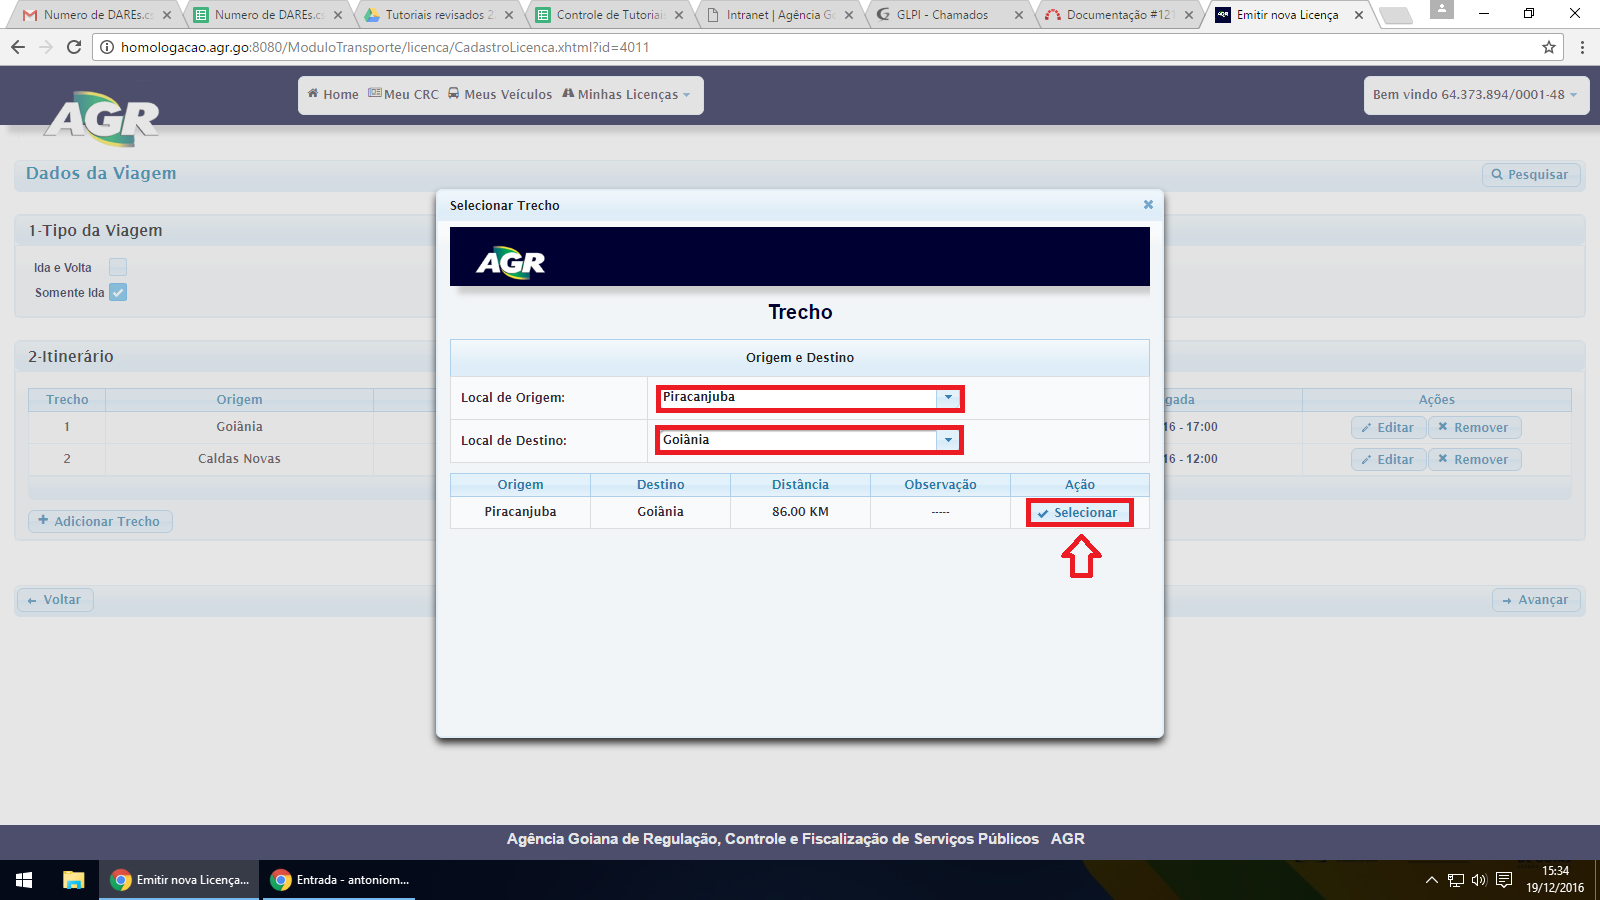 Numero de DAREs.cs
Numero de DAREs.cs
Tutoriais revisados 2
Controle de Tutoriai
Intranet | Agência Go
GLPI - Chamados
Documentação #121
Emitir nova Licença
homologacao.agr.go:8080/ModuloTransporte/licenca/CadastroLicenca.xhtml?id=4011
AGR
Home
Meu CRC
Meus Veículos
Minhas Licenças
Bem vindo 64.373.894/0001-48
Dados da Viagem
Pesquisar
1-Tipo da Viagem
Ida e Volta
Somente Ida
2-Itinerário
Trecho Origem gada Ações
1 Goiânia 16 - 17:00 Editar Remover
2 Caldas Novas 16 - 12:00 Editar Remover
Adicionar Trecho
Voltar
Avançar
Selecionar Trecho
AGR
Trecho
Origem e Destino
Local de Origem: Piracanjuba
Local de Destino: Goiânia
Origem Destino Distância Observação Ação
Piracanjuba Goiânia 86.00 KM ----- Selecionar
Agência Goiana de Regulação, Controle e Fiscalização de Serviços Públicos AGR
Emitir nova Licença...
Entrada - antoniom...
15:34
19/12/2016